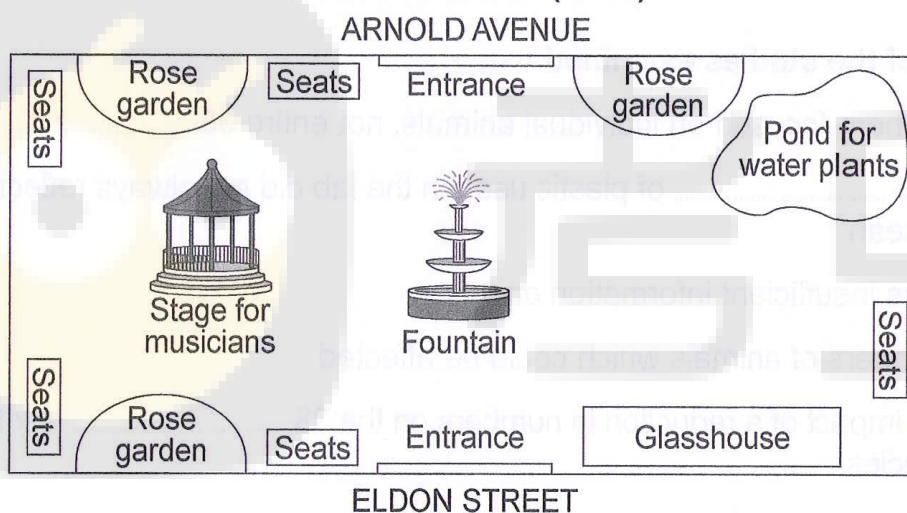 ARNOLD AVENUE
Seats
Rose
garden
Seats
Entrance
Rose
garden
Pond for
water plants
Stage for
musicians
Fountain
Seats
Seats
Rose
garden
Seats
Entrance
Glasshouse
ELDON STREET